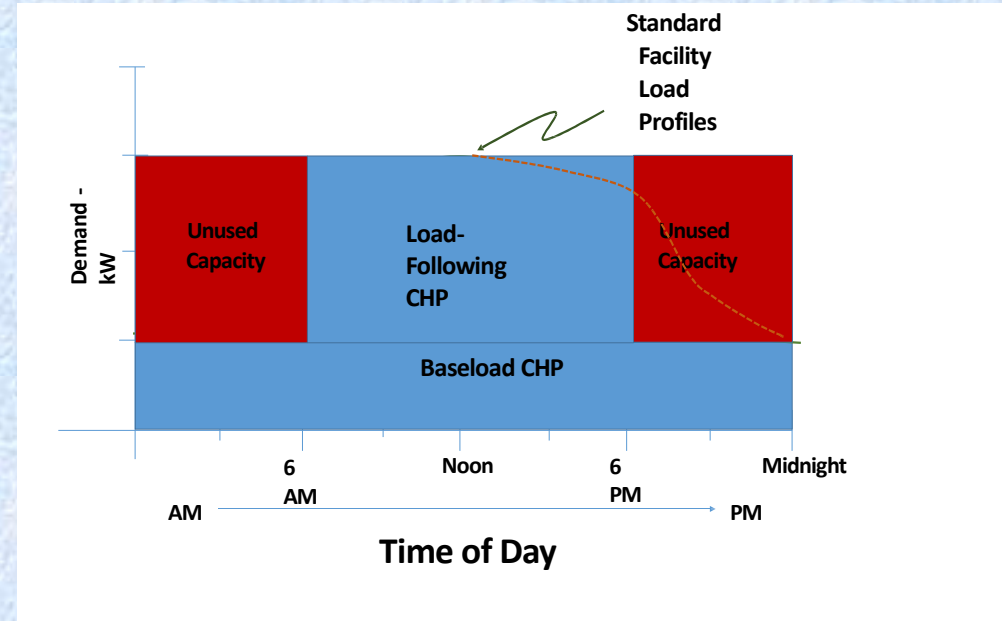 Standard
Facility
Load
Profiles
Demand -
kW
Unused
Capacity
Load-
Following
CHP
Unused
Capacity
Baseload CHP
6
AM
Noon
6
PM
Midnight
AM
PM
Time of Day